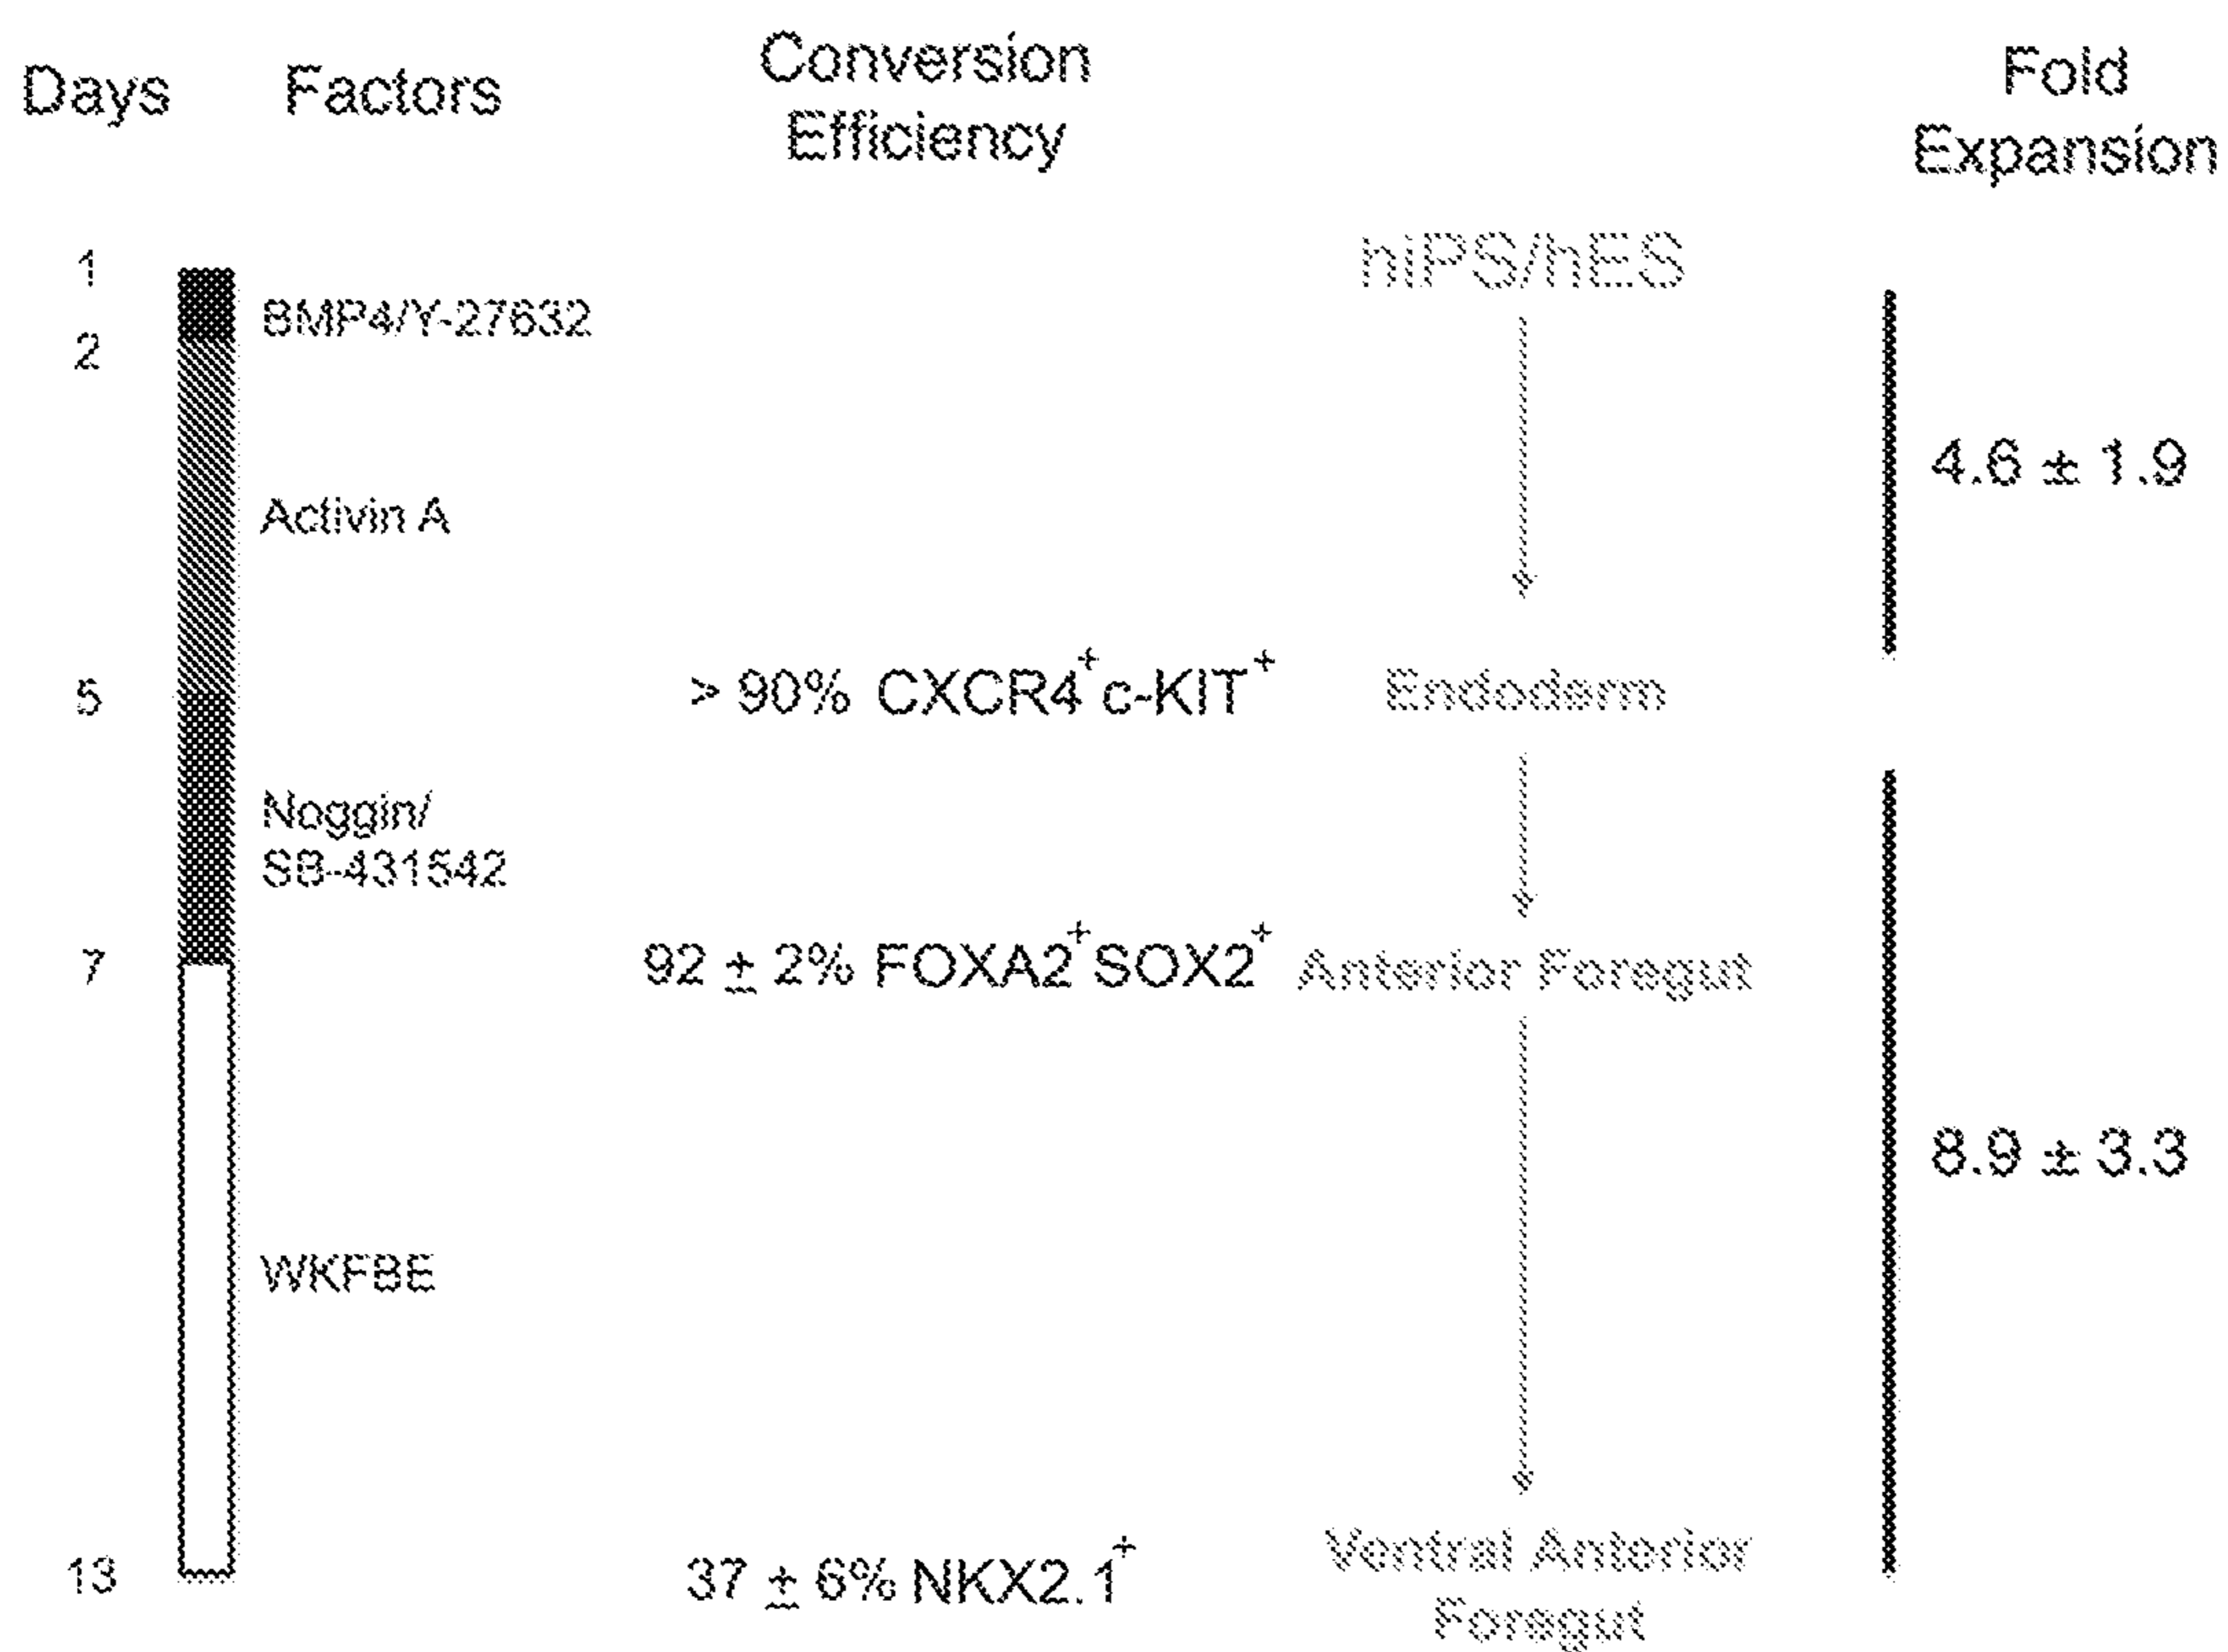 Days
Factors
Conversion
Efficiency
Fold
Expansion
1
hiPS/hES
BMP4/Y-27632
2
4.6 ± 1.9
Activin A
5
> 90% CXCR4⁺c-KIT⁺
Endoderm
Noggin/
SB-431542
7
92 ± 2% FOXA2⁺SOX2⁺
Anterior Foregut
8.9 ± 3.3
WKFBE
13
37 ± 6% NKX2.1⁺
Ventral Anterior
Foregut